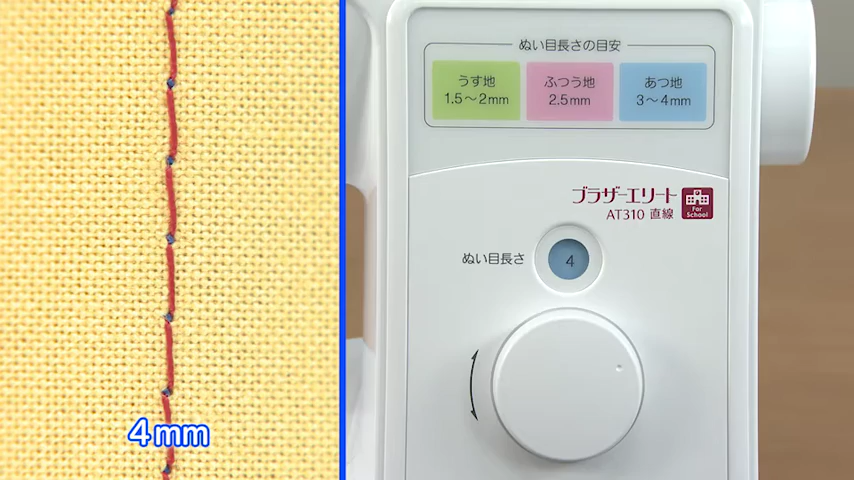 ぬい目長さの目安
うす地
1.5～2mm
ふつう地
2.5mm
あつ地
3～4mm
ブラザーエリート
AT310 直線
For
School
ぬい目長さ
4
4mm